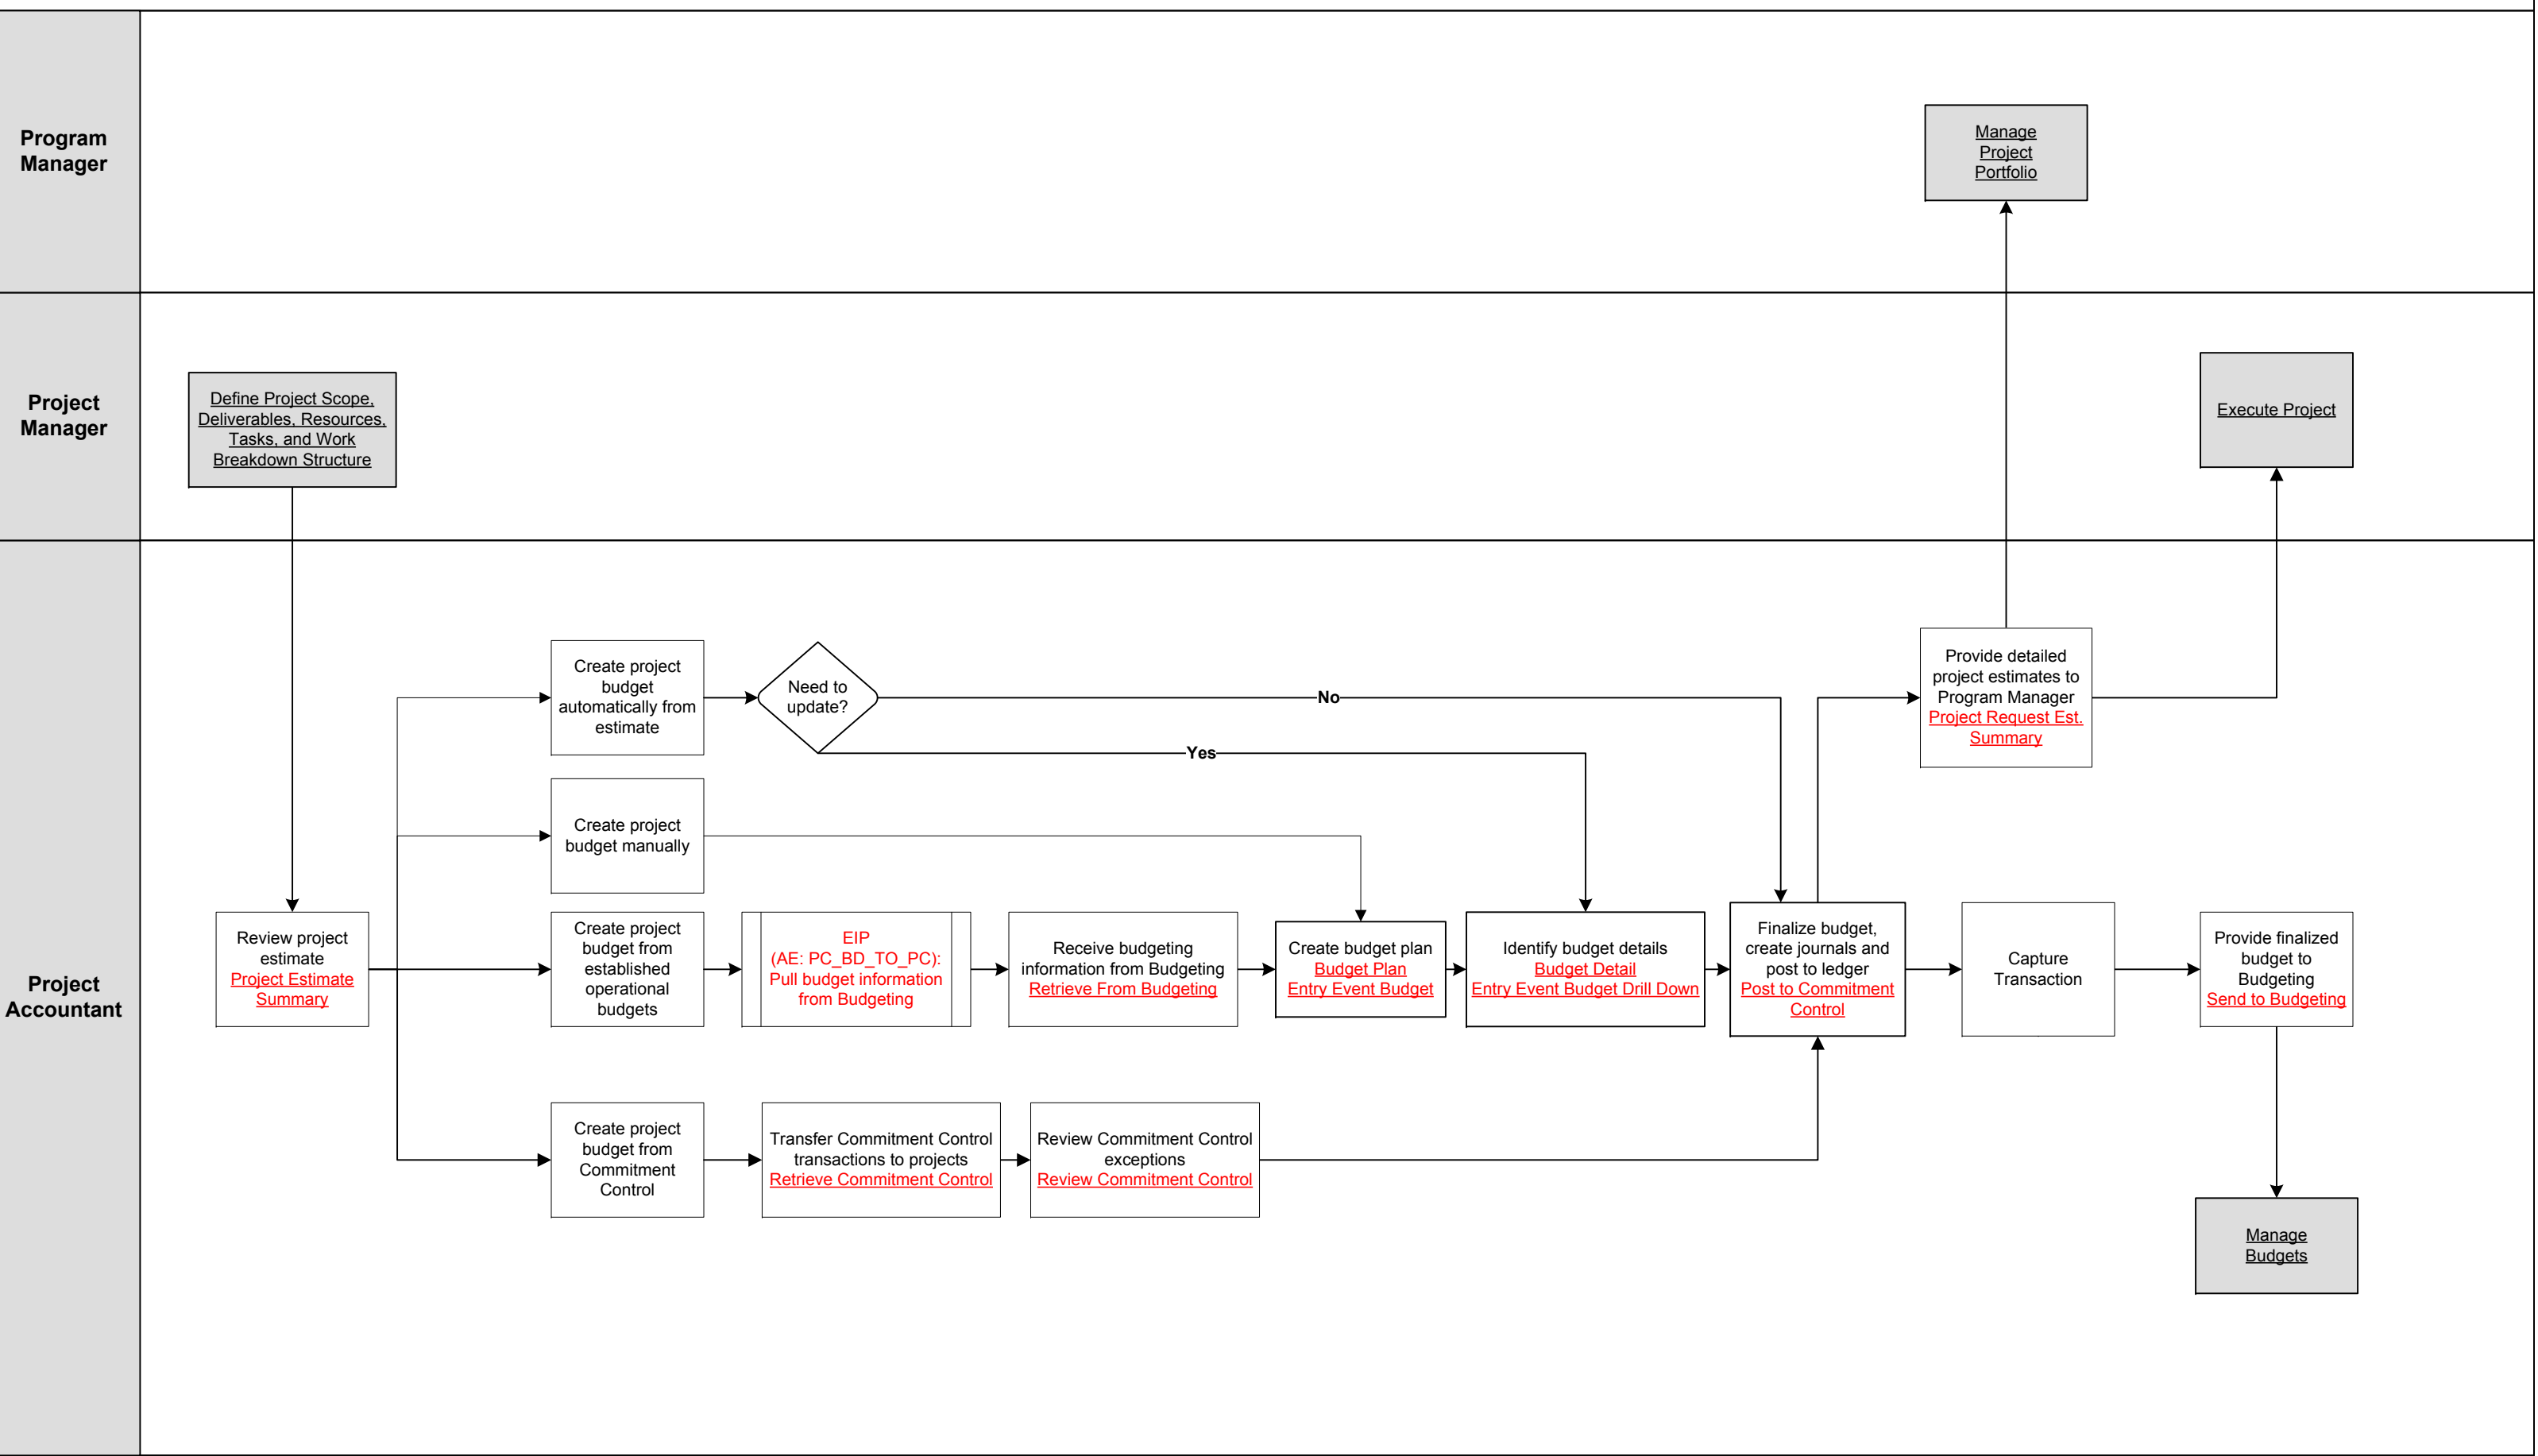 Program
Manager
Manage
Project
Portfolio
Project
Manager
Define Project Scope,
Deliverables, Resources,
Tasks, and Work
Breakdown Structure
Execute Project
Project
Accountant
Review project
estimate
Project Estimate
Summary
Create project
budget
automatically from
estimate
Need to
update?
No
Yes
Provide detailed
project estimates to
Program Manager
Project Request Est.
Summary
Create project
budget manually
Create project
budget from
established
operational
budgets
EIP
(AE: PC_BD_TO_PC):
Pull budget information
from Budgeting
Receive budgeting
information from Budgeting
Retrieve From Budgeting
Create budget plan
Budget Plan
Entry Event Budget
Identify budget details
Budget Detail
Entry Event Budget Drill Down
Finalize budget,
create journals and
post to ledger
Post to Commitment
Control
Capture
Transaction
Provide finalized
budget to
Budgeting
Send to Budgeting
Create project
budget from
Commitment
Control
Transfer Commitment Control
transactions to projects
Retrieve Commitment Control
Review Commitment Control
exceptions
Review Commitment Control
Manage
Budgets